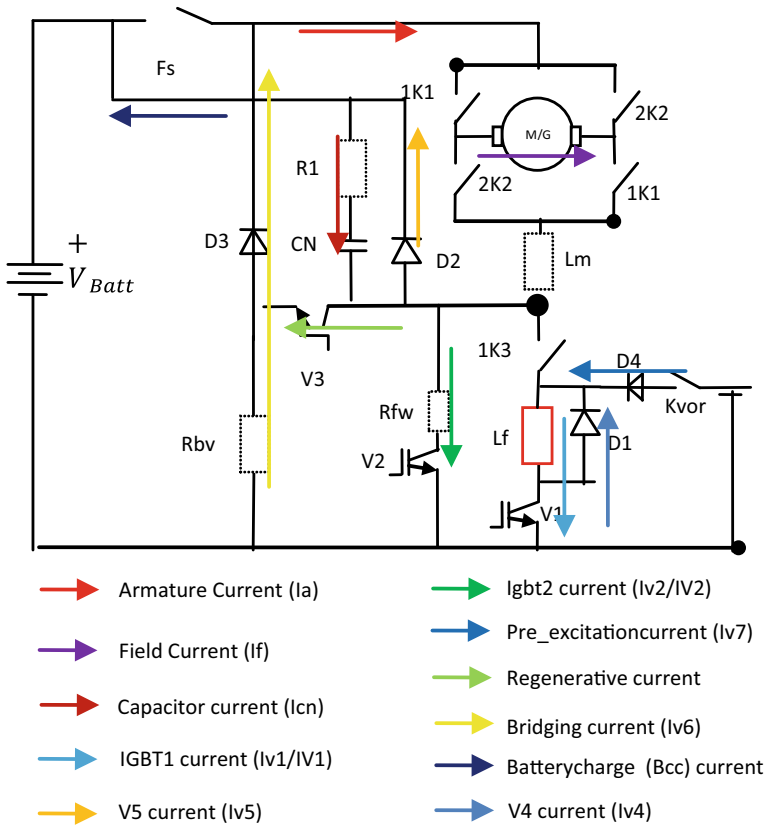 Fs
1K1
2K2
M/G
R1
2K2
1K1
D3
CN
D2
Lm
+
V_Batt
1K3
D4
V3
Rfw
Kvor
Rbv
Lf
D1
V2
V1
Armature Current (Ia)
Field Current (If)
Capacitor current (Icn)
IGBT1 current (Iv1/IV1)
V5 current (Iv5)
Igbt2 current (Iv2/IV2)
Pre_excitationcurrent (Iv7)
Regenerative current
Bridging current (Iv6)
Batterycharge (Bcc) current
V4 current (Iv4)